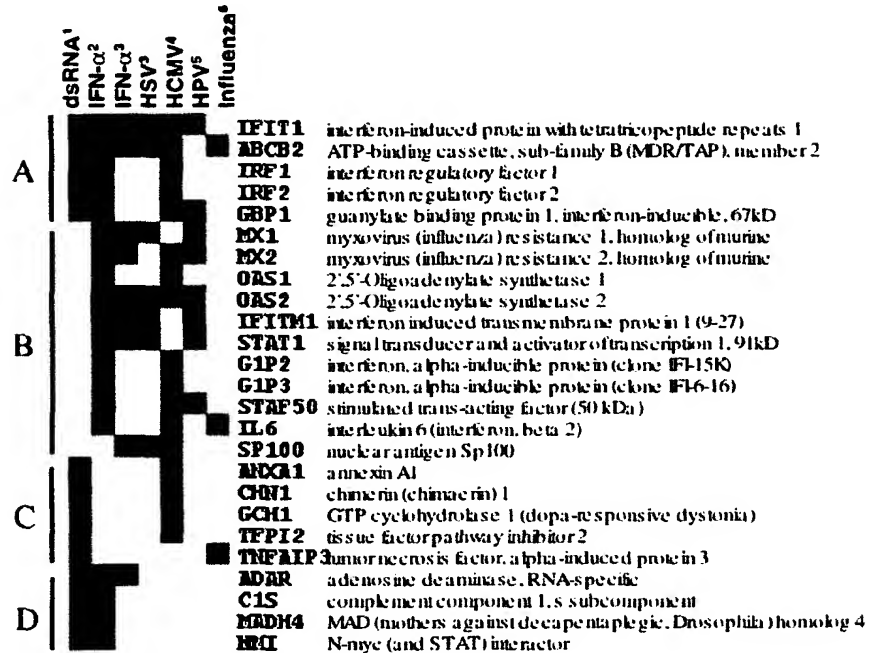 dsRNA¹
IFN-α²
IFN-α³
HSV³
HCMV⁴
HPV⁵
Influenza⁶
A
B
C
D
IFIT1 interferon-induced protein with tetratricopeptide repeats 1
ABCB2 ATP-binding cassette, sub-family B (MDR/TAP), member 2
IRF1 interferon regulatory factor 1
IRF2 interferon regulatory factor 2
GBP1 guanylate binding protein 1, interferon-inducible, 67kD
MX1 myxovirus (influenza) resistance 1, homolog of murine
MX2 myxovirus (influenza) resistance 2, homolog of murine
OAS1 2',5'-Oligoadenylate synthetase 1
OAS2 2',5'-Oligoadenylate synthetase 2
IFITM1 interferon induced transmembrane protein 1 (9-27)
STAT1 signal transducer and activator of transcription 1, 91kD
G1P2 interferon, alpha-inducible protein (clone IFI-15K)
G1P3 interferon, alpha-inducible protein (clone IFI-6-16)
STAF50 stimulated trans-acting factor (50 kDa)
IL6 interleukin 6 (interferon, beta 2)
SP100 nuclear antigen Sp100
ANXA1 annexin A1
CHN1 chimerin (chimaerin) 1
GCH1 GTP cyclohydrolase 1 (dopa-responsive dystonia)
TFPI2 tissue factor pathway inhibitor 2
TNFAIP3 tumor necrosis factor, alpha-induced protein 3
ADAR adenosine deaminase, RNA-specific
C1S complement component 1, s subcomponent
MADH4 MAD (mothers against decapentaplegic, Drosophila) homolog 4
NMI N-myc (and STAT) interactor